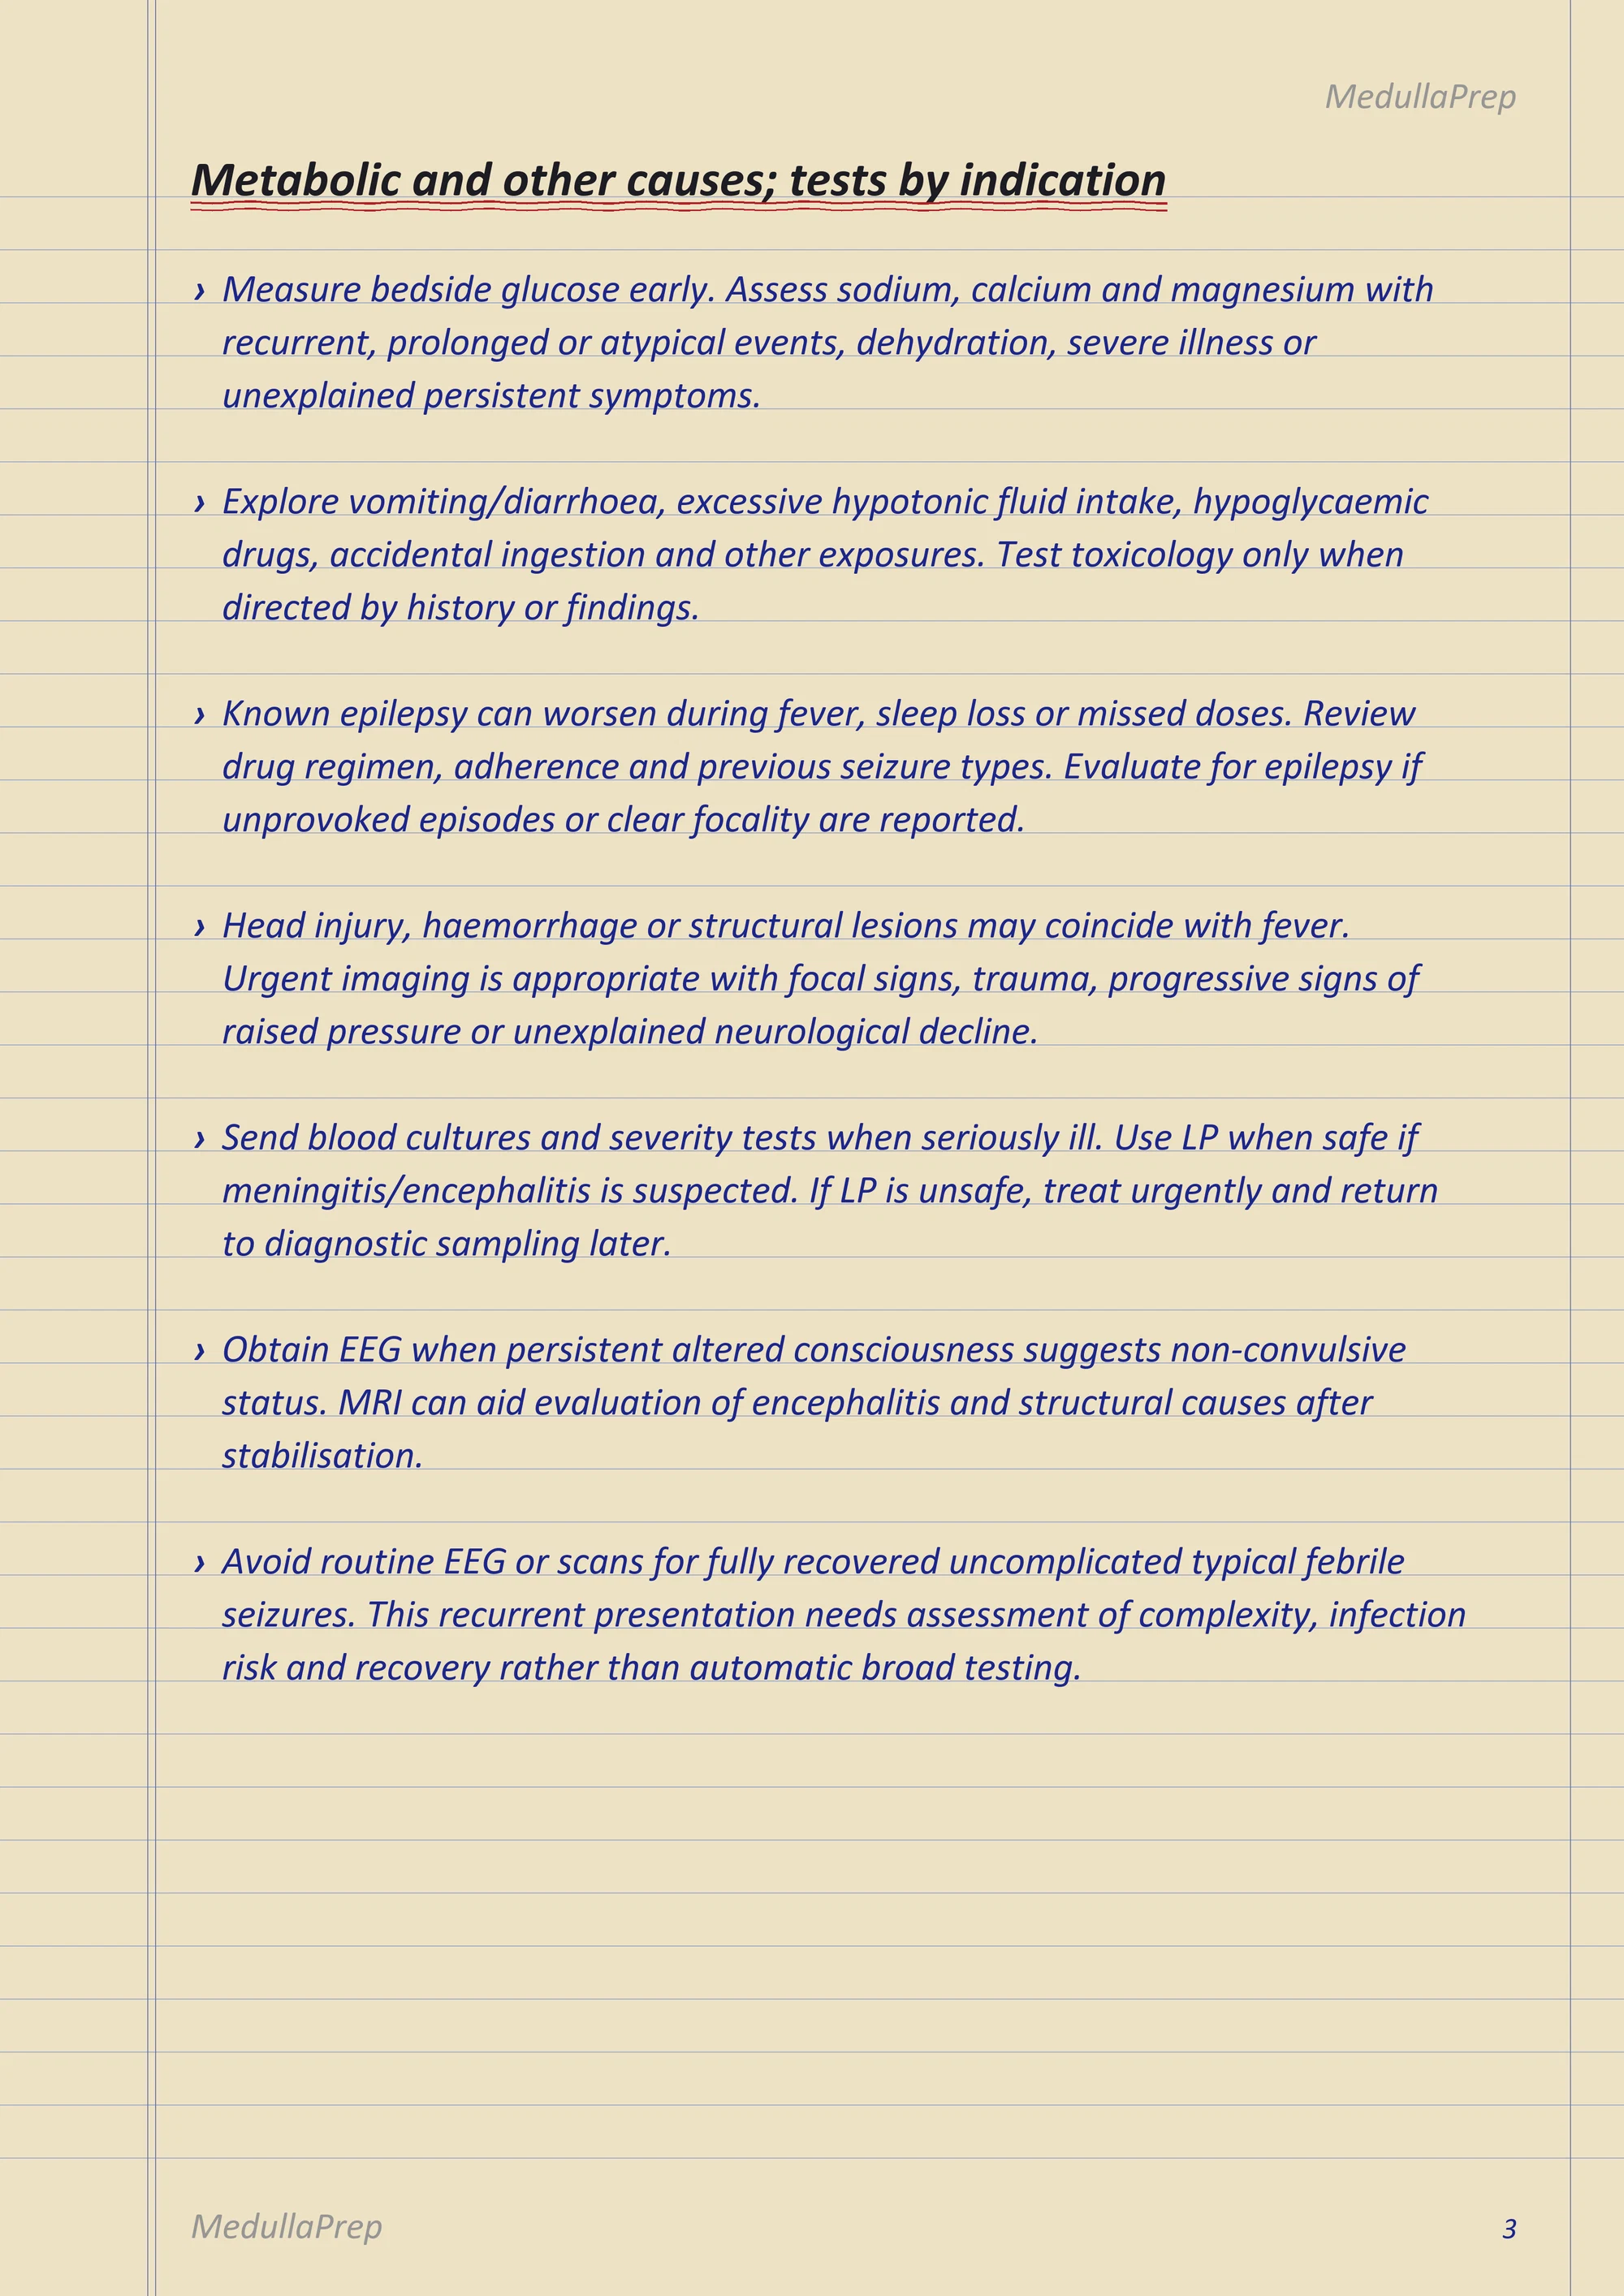 MedullaPrep
Metabolic and other causes; tests by indication
› Measure bedside glucose early. Assess sodium, calcium and magnesium with
recurrent, prolonged or atypical events, dehydration, severe illness or
unexplained persistent symptoms.
› Explore vomiting/diarrhoea, excessive hypotonic fluid intake, hypoglycaemic
drugs, accidental ingestion and other exposures. Test toxicology only when
directed by history or findings.
› Known epilepsy can worsen during fever, sleep loss or missed doses. Review
drug regimen, adherence and previous seizure types. Evaluate for epilepsy if
unprovoked episodes or clear focality are reported.
› Head injury, haemorrhage or structural lesions may coincide with fever.
Urgent imaging is appropriate with focal signs, trauma, progressive signs of
raised pressure or unexplained neurological decline.
› Send blood cultures and severity tests when seriously ill. Use LP when safe if
meningitis/encephalitis is suspected. If LP is unsafe, treat urgently and return
to diagnostic sampling later.
› Obtain EEG when persistent altered consciousness suggests non-convulsive
status. MRI can aid evaluation of encephalitis and structural causes after
stabilisation.
› Avoid routine EEG or scans for fully recovered uncomplicated typical febrile
seizures. This recurrent presentation needs assessment of complexity, infection
risk and recovery rather than automatic broad testing.
MedullaPrep
3